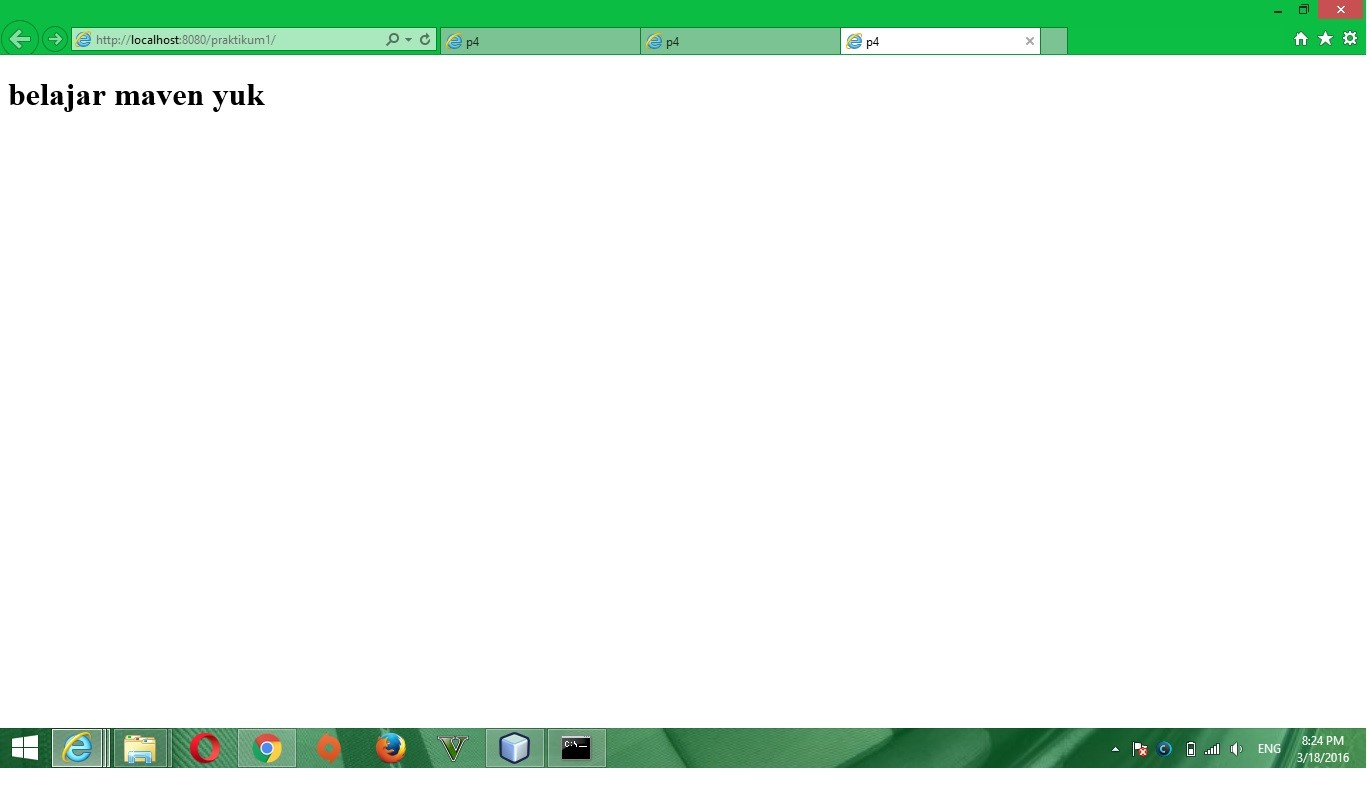 http://localhost:8080/praktikum1/
p4
p4
p4
belajar maven yuk
C:\
ENG
8:24 PM
3/18/2016